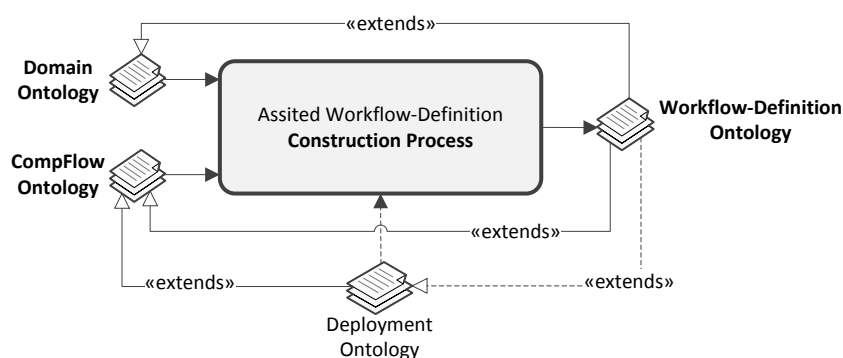 «extends»
Domain
Ontology
Assited Workflow-Definition
Construction Process
Workflow-Definition
Ontology
CompFlow
Ontology
«extends»
«extends»
«extends»
Deployment
Ontology